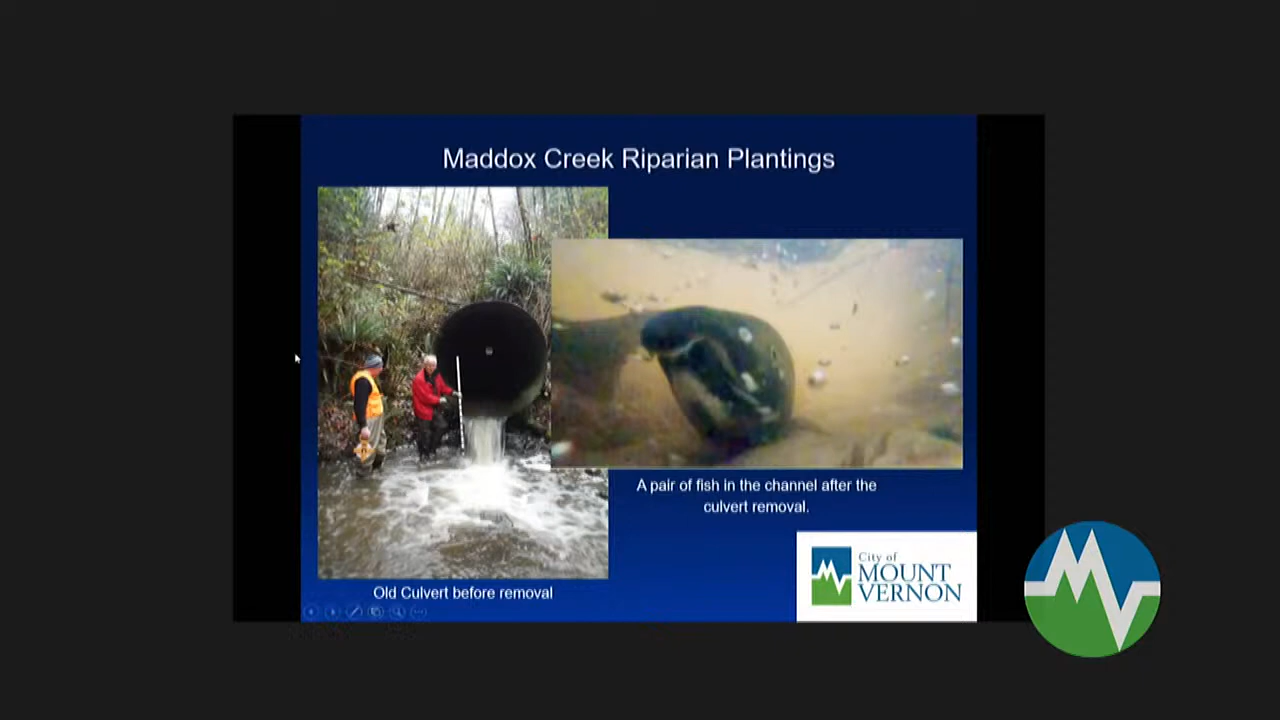 Maddox Creek Riparian Plantings
A pair of fish in the channel after the
culvert removal.
Old Culvert before removal
City of
MOUNT
VERNON
MV